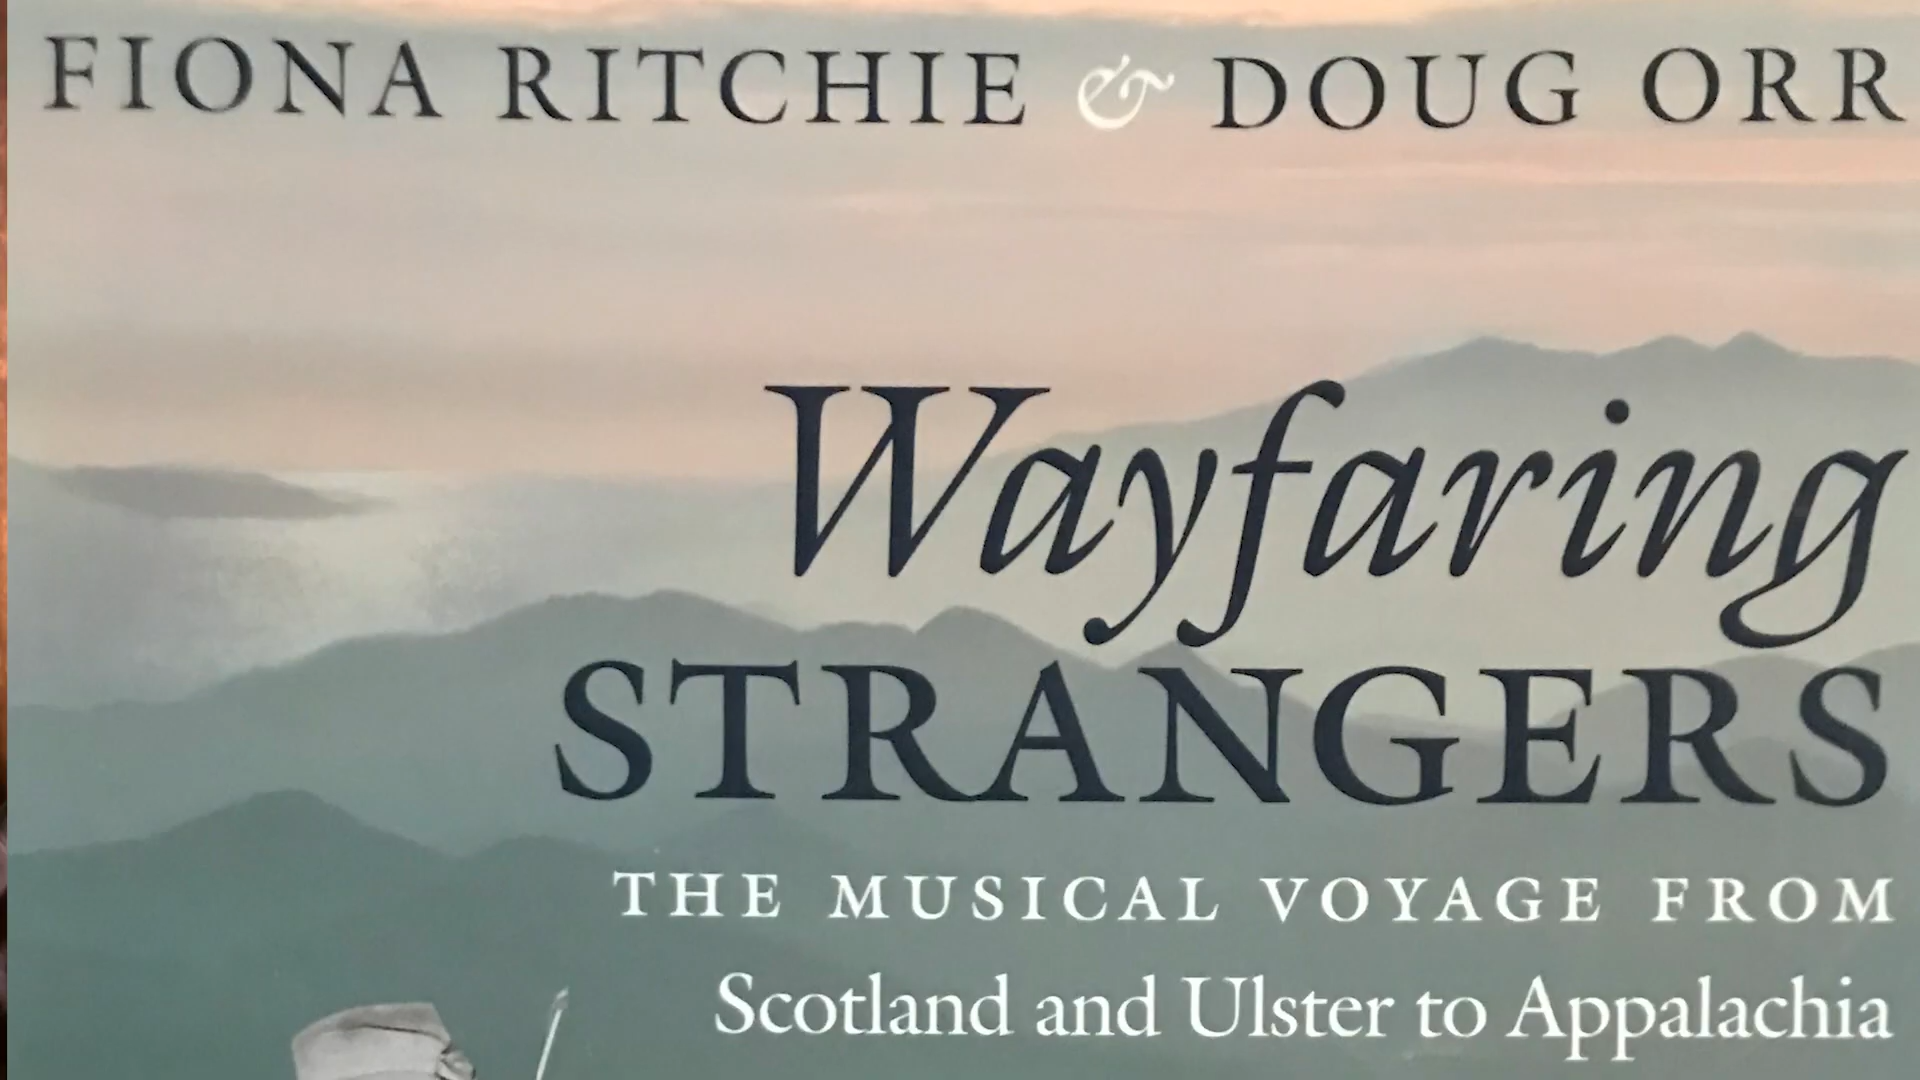 FIONA RITCHIE & DOUG ORR
Wayfaring
STRANGERS
THE MUSICAL VOYAGE FROM
Scotland and Ulster to Appalachia